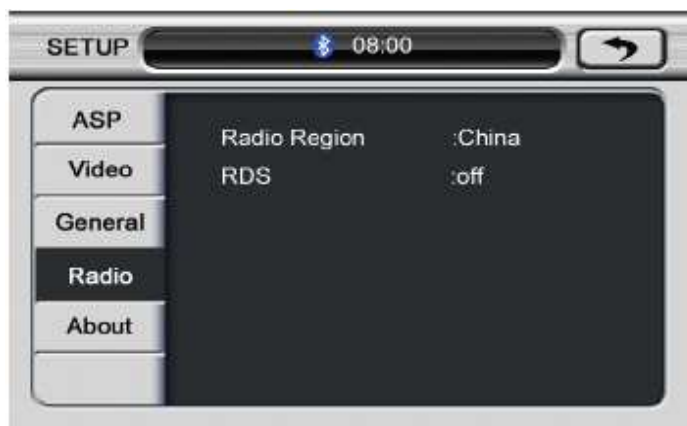 SETUP 08:00
ASP
Video
General
Radio
About
Radio Region :China
RDS :off